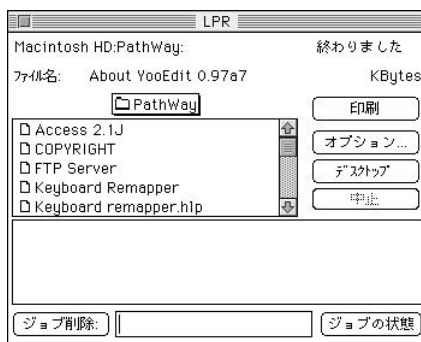 LPR
Macintosh HD:PathWay: 終わりました
ファイル名: About YooEdit 0.97a7 KBytes
PathWay
印刷
Access 2.1J
COPYRIGHT
FTP Server
Keyboard Remapper
Keyboard remapper.hlp
オプション...
デスクトップ
中止
ジョブ削除: ジョブの状態